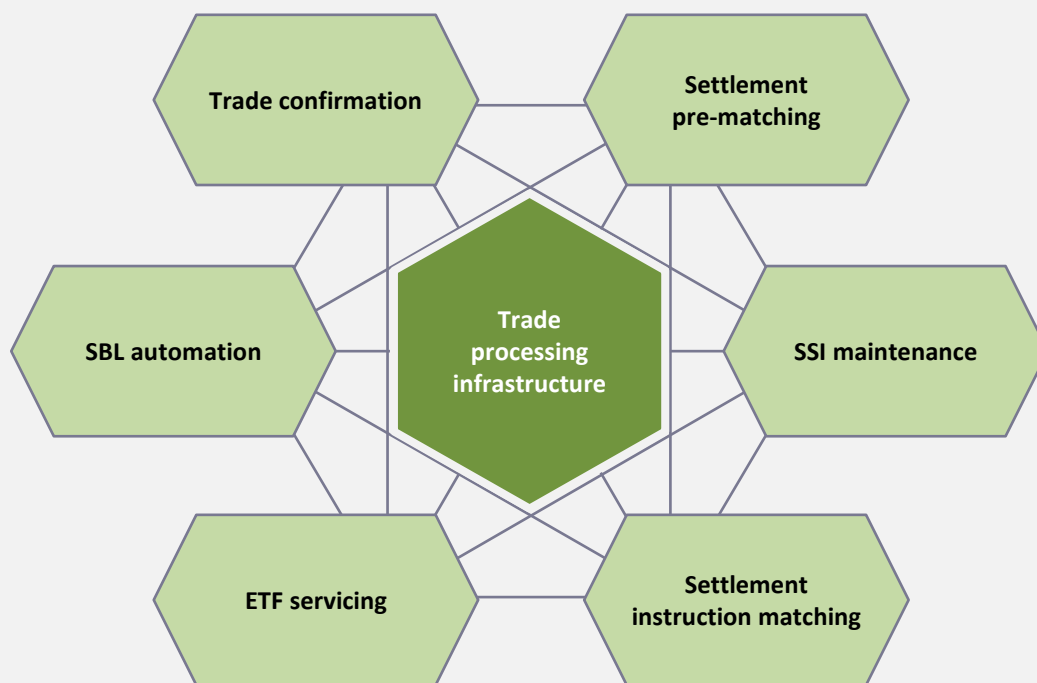 Trade confirmation
Settlement
pre-matching
SBL automation
Trade
processing
infrastructure
SSI maintenance
ETF servicing
Settlement
instruction matching